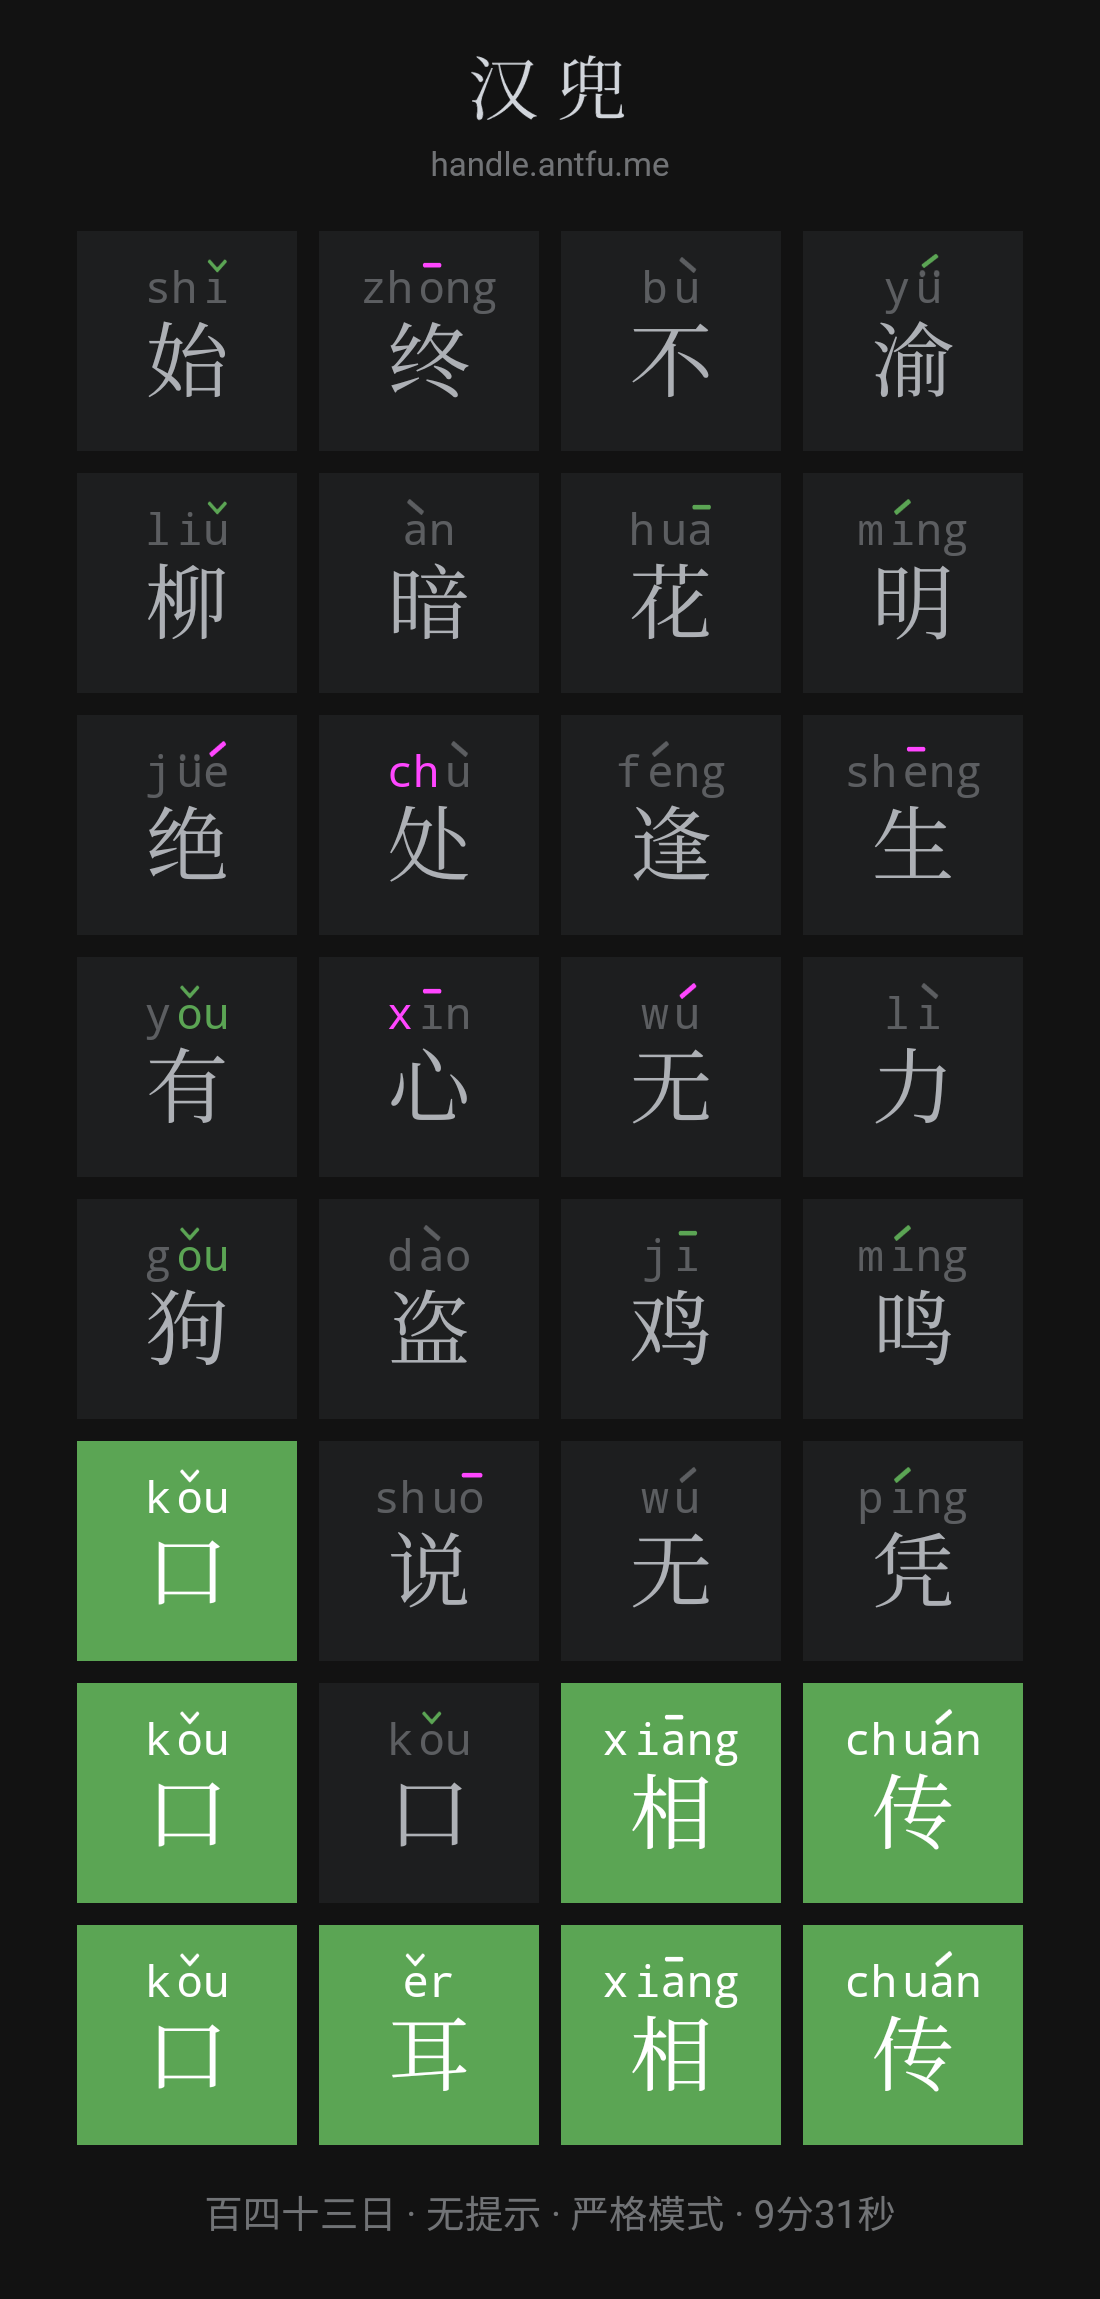 汉兜
handle.antfu.me
shǐ zhōng bù yǘ
始 终 不 渝
liǔ àn huā míng
柳 暗 花 明
jüé chù féng shēng
绝 处 逢 生
yǒu xīn wú lì
有 心 无 力
gǒu dào jī míng
狗 盗 鸡 鸣
kǒu shuō wú píng
口 说 无 凭
kǒu kǒu xiāng chuán
口 口 相 传
kǒu ěr xiāng chuán
口 耳 相 传
百四十三日 · 无提示 · 严格模式 · 9分31秒